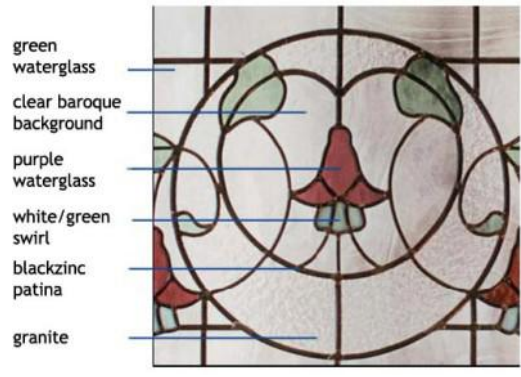 green
waterglass
clear baroque
background
purple
waterglass
white/green
swirl
blackzinc
patina
granite